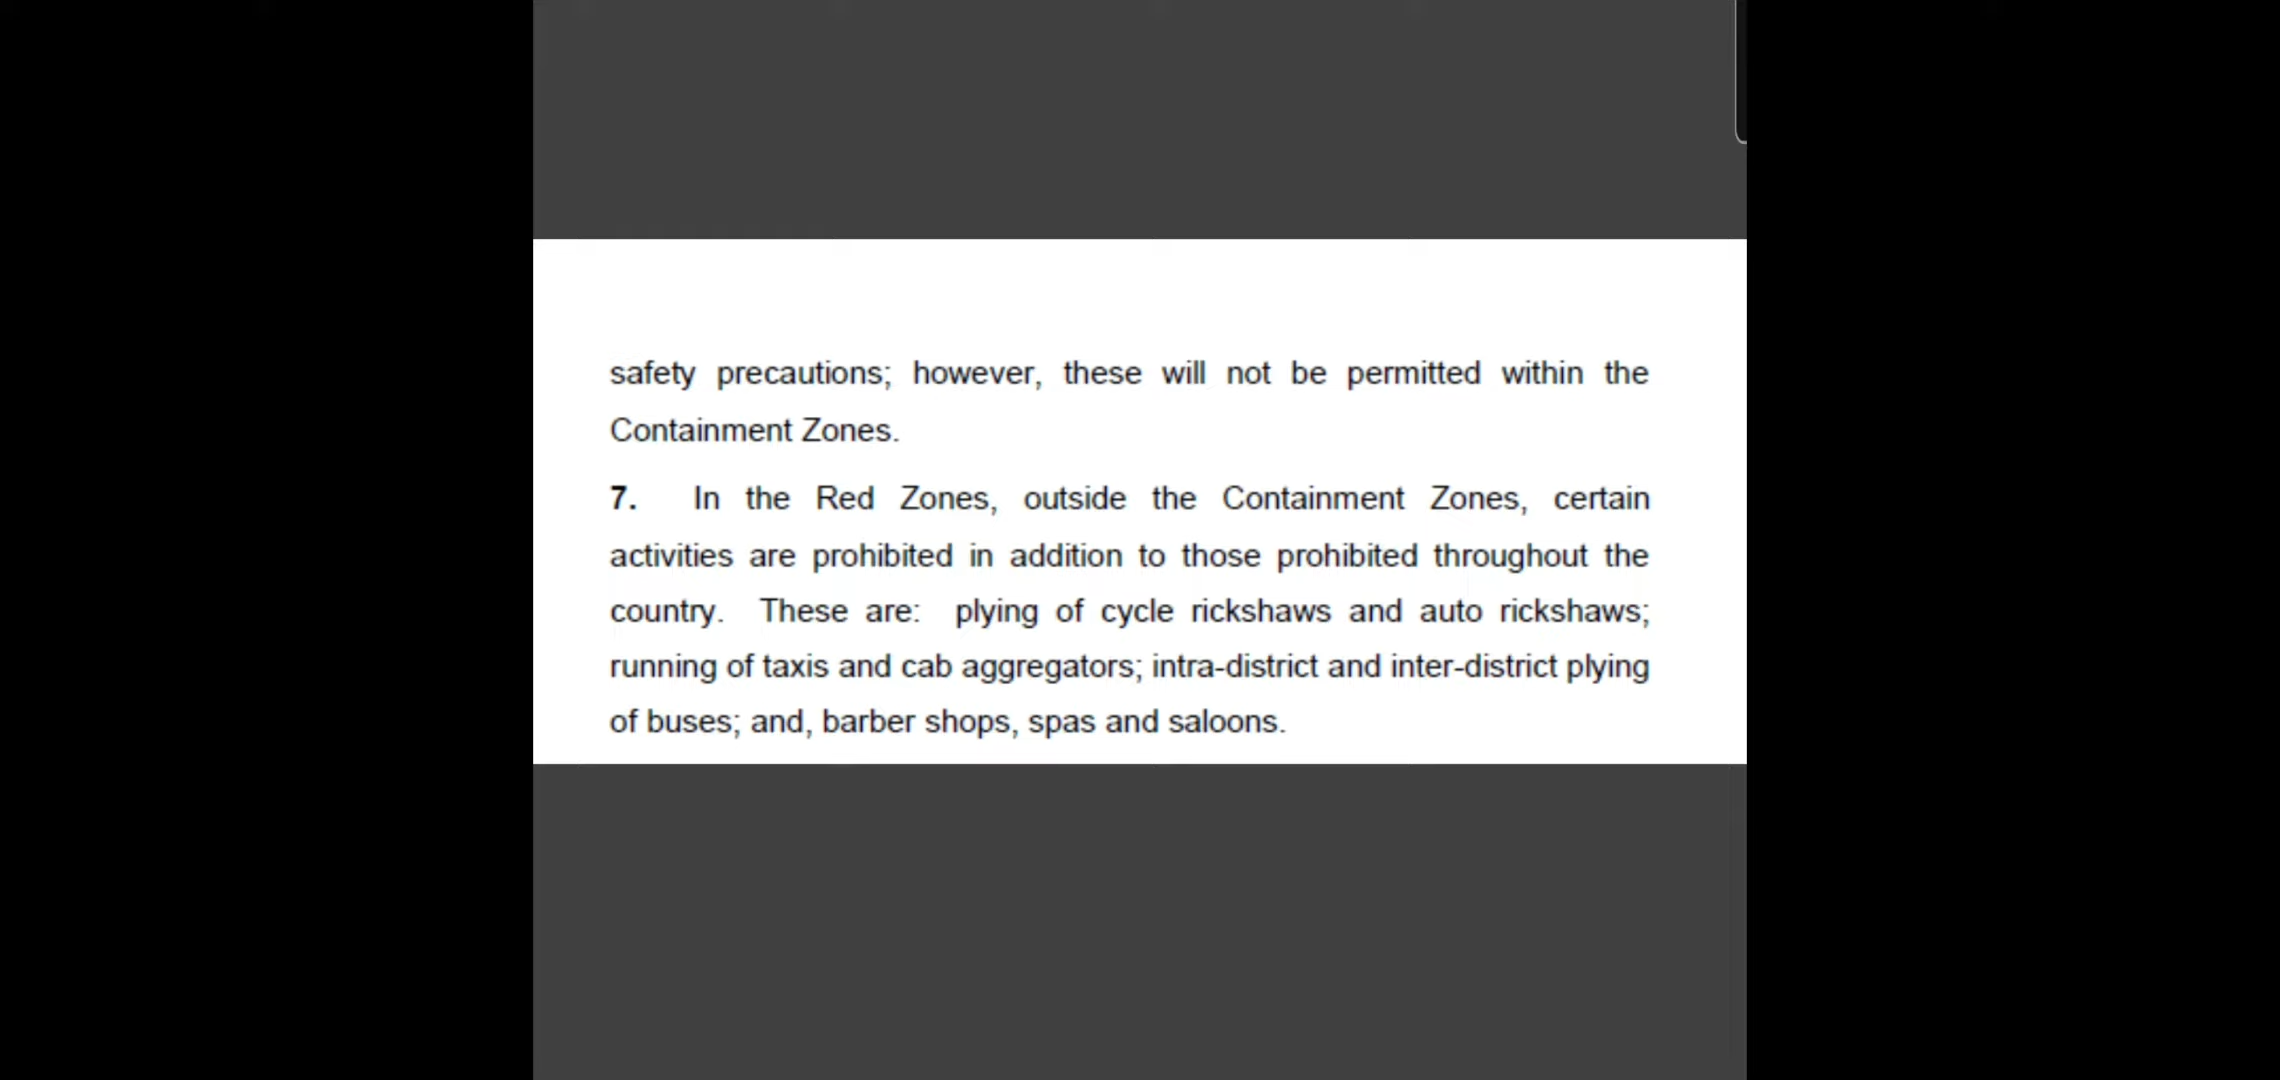 safety precautions; however, these will not be permitted within the
Containment Zones.
7. In the Red Zones, outside the Containment Zones, certain
activities are prohibited in addition to those prohibited throughout the
country. These are: plying of cycle rickshaws and auto rickshaws;
running of taxis and cab aggregators; intra-district and inter-district plying
of buses; and, barber shops, spas and saloons.